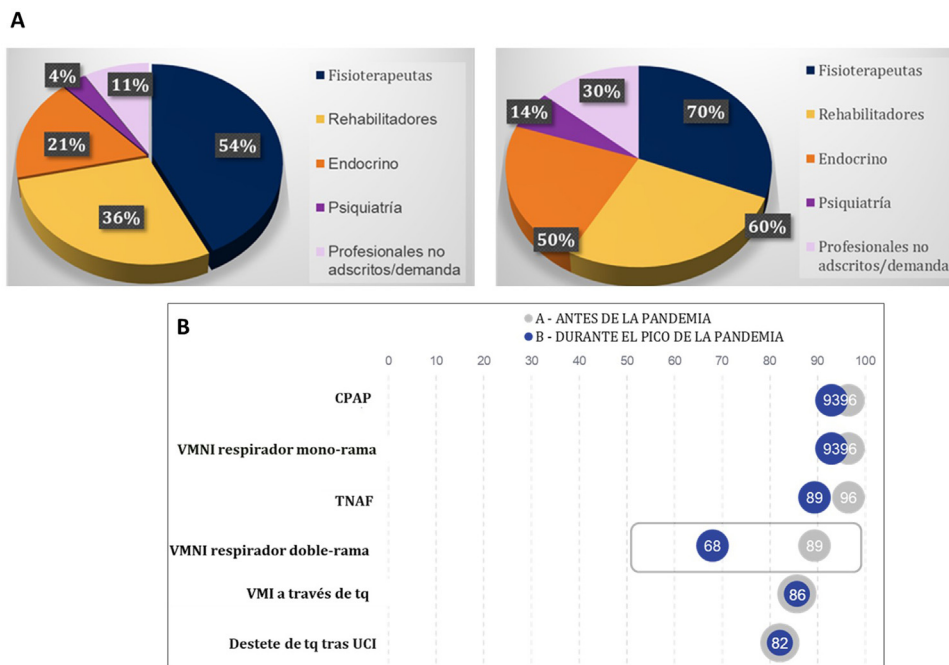 A
4%
11%
21%
54%
36%
Fisioterapeutas
Rehabilitadores
Endocrino
Psiquiatría
Profesionales no
adscritos/demanda
30%
14%
70%
50%
60%
Fisioterapeutas
Rehabilitadores
Endocrino
Psiquiatría
Profesionales no
adscritos/demanda
B
A - ANTES DE LA PANDEMIA
B - DURANTE EL PICO DE LA PANDEMIA
0 10 20 30 40 50 60 70 80 90 100
CPAP 93 96
VMNI respirador mono-rama 93 96
TNAF 89 96
VMNI respirador doble-rama 68 89
VMI a través de tq 86
Destete de tq tras UCI 82